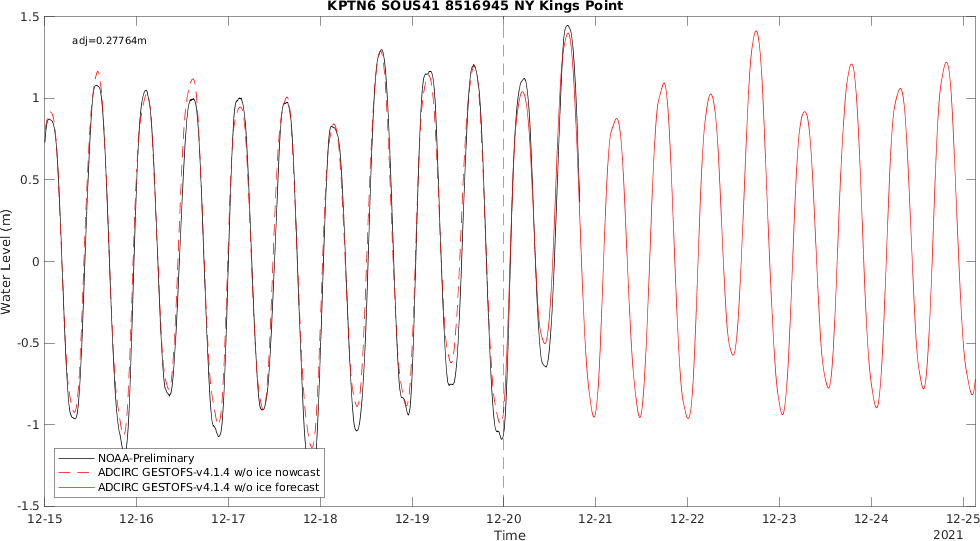 KPTN6 SOUS41 8516945 NY Kings Point
adj=0.27764m
1.5
1
0.5
0
-0.5
-1
-1.5
Water Level (m)
NOAA-Preliminary
ADCIRC GESTOFS-v4.1.4 w/o ice nowcast
ADCIRC GESTOFS-v4.1.4 w/o ice forecast
12-15 12-16 12-17 12-18 12-19 12-20 12-21 12-22 12-23 12-24 12-25
Time
2021